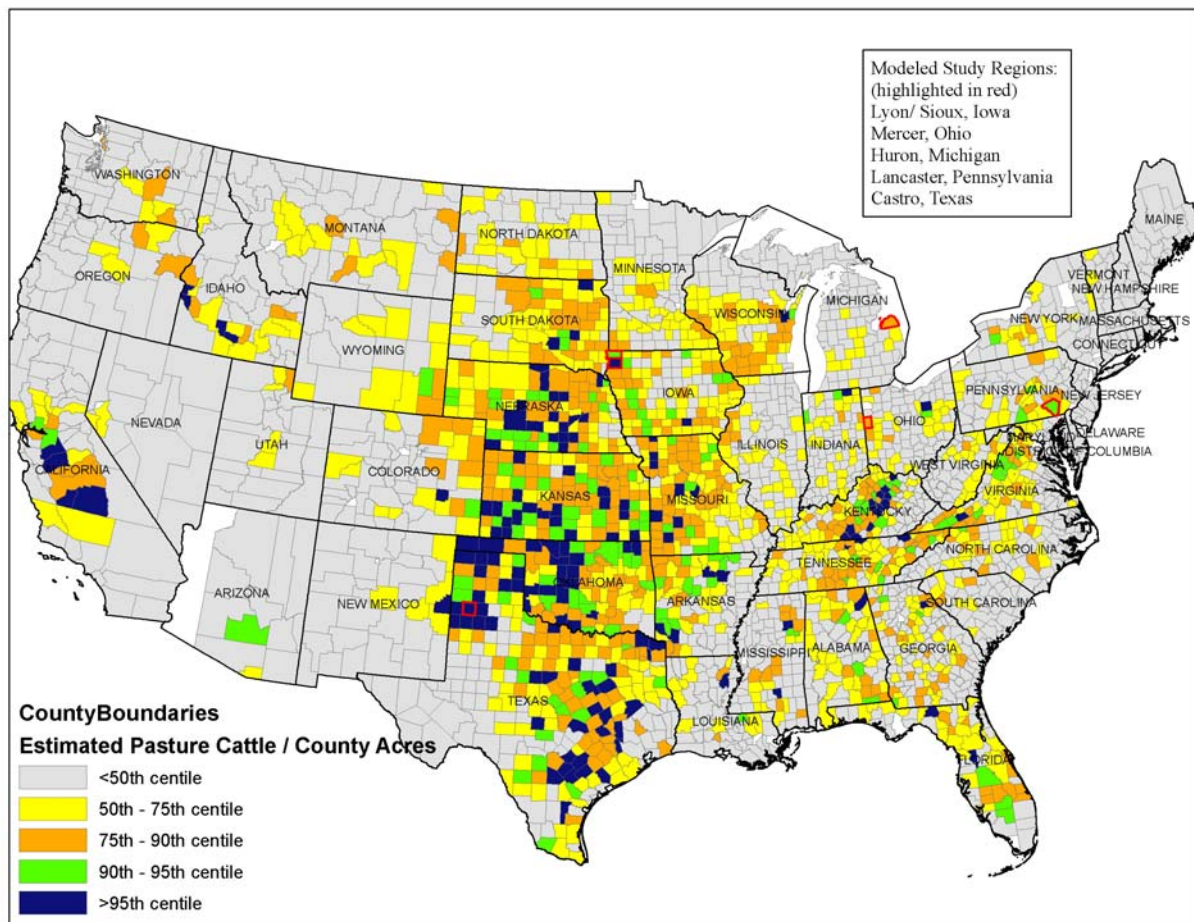 Modeled Study Regions:
(highlighted in red)
Lyon/ Sioux, Iowa
Mercer, Ohio
Huron, Michigan
Lancaster, Pennsylvania
Castro, Texas
WASHINGTON
MONTANA
NORTH DAKOTA
MINNESOTA
MAINE
OREGON
IDAHO
SOUTH DAKOTA
WISCONSIN
MICHIGAN
VERMONT
NEW HAMPSHIRE
NEW YORK
MASSACHUSETTS
CONNECTICUT
WYOMING
NEBRASKA
IOWA
PENNSYLVANIA
NEW JERSEY
NEVADA
UTAH
COLORADO
ILLINOIS
INDIANA
OHIO
MARYLAND
DELAWARE
DISTRICT OF COLUMBIA
WEST VIRGINIA
VIRGINIA
CALIFORNIA
KANSAS
MISSOURI
KENTUCKY
ARIZONA
NEW MEXICO
OKLAHOMA
ARKANSAS
TENNESSEE
NORTH CAROLINA
SOUTH CAROLINA
TEXAS
LOUISIANA
MISSISSIPPI
ALABAMA
GEORGIA
FLORIDA
CountyBoundaries
Estimated Pasture Cattle / County Acres
<50th centile
50th - 75th centile
75th - 90th centile
90th - 95th centile
>95th centile